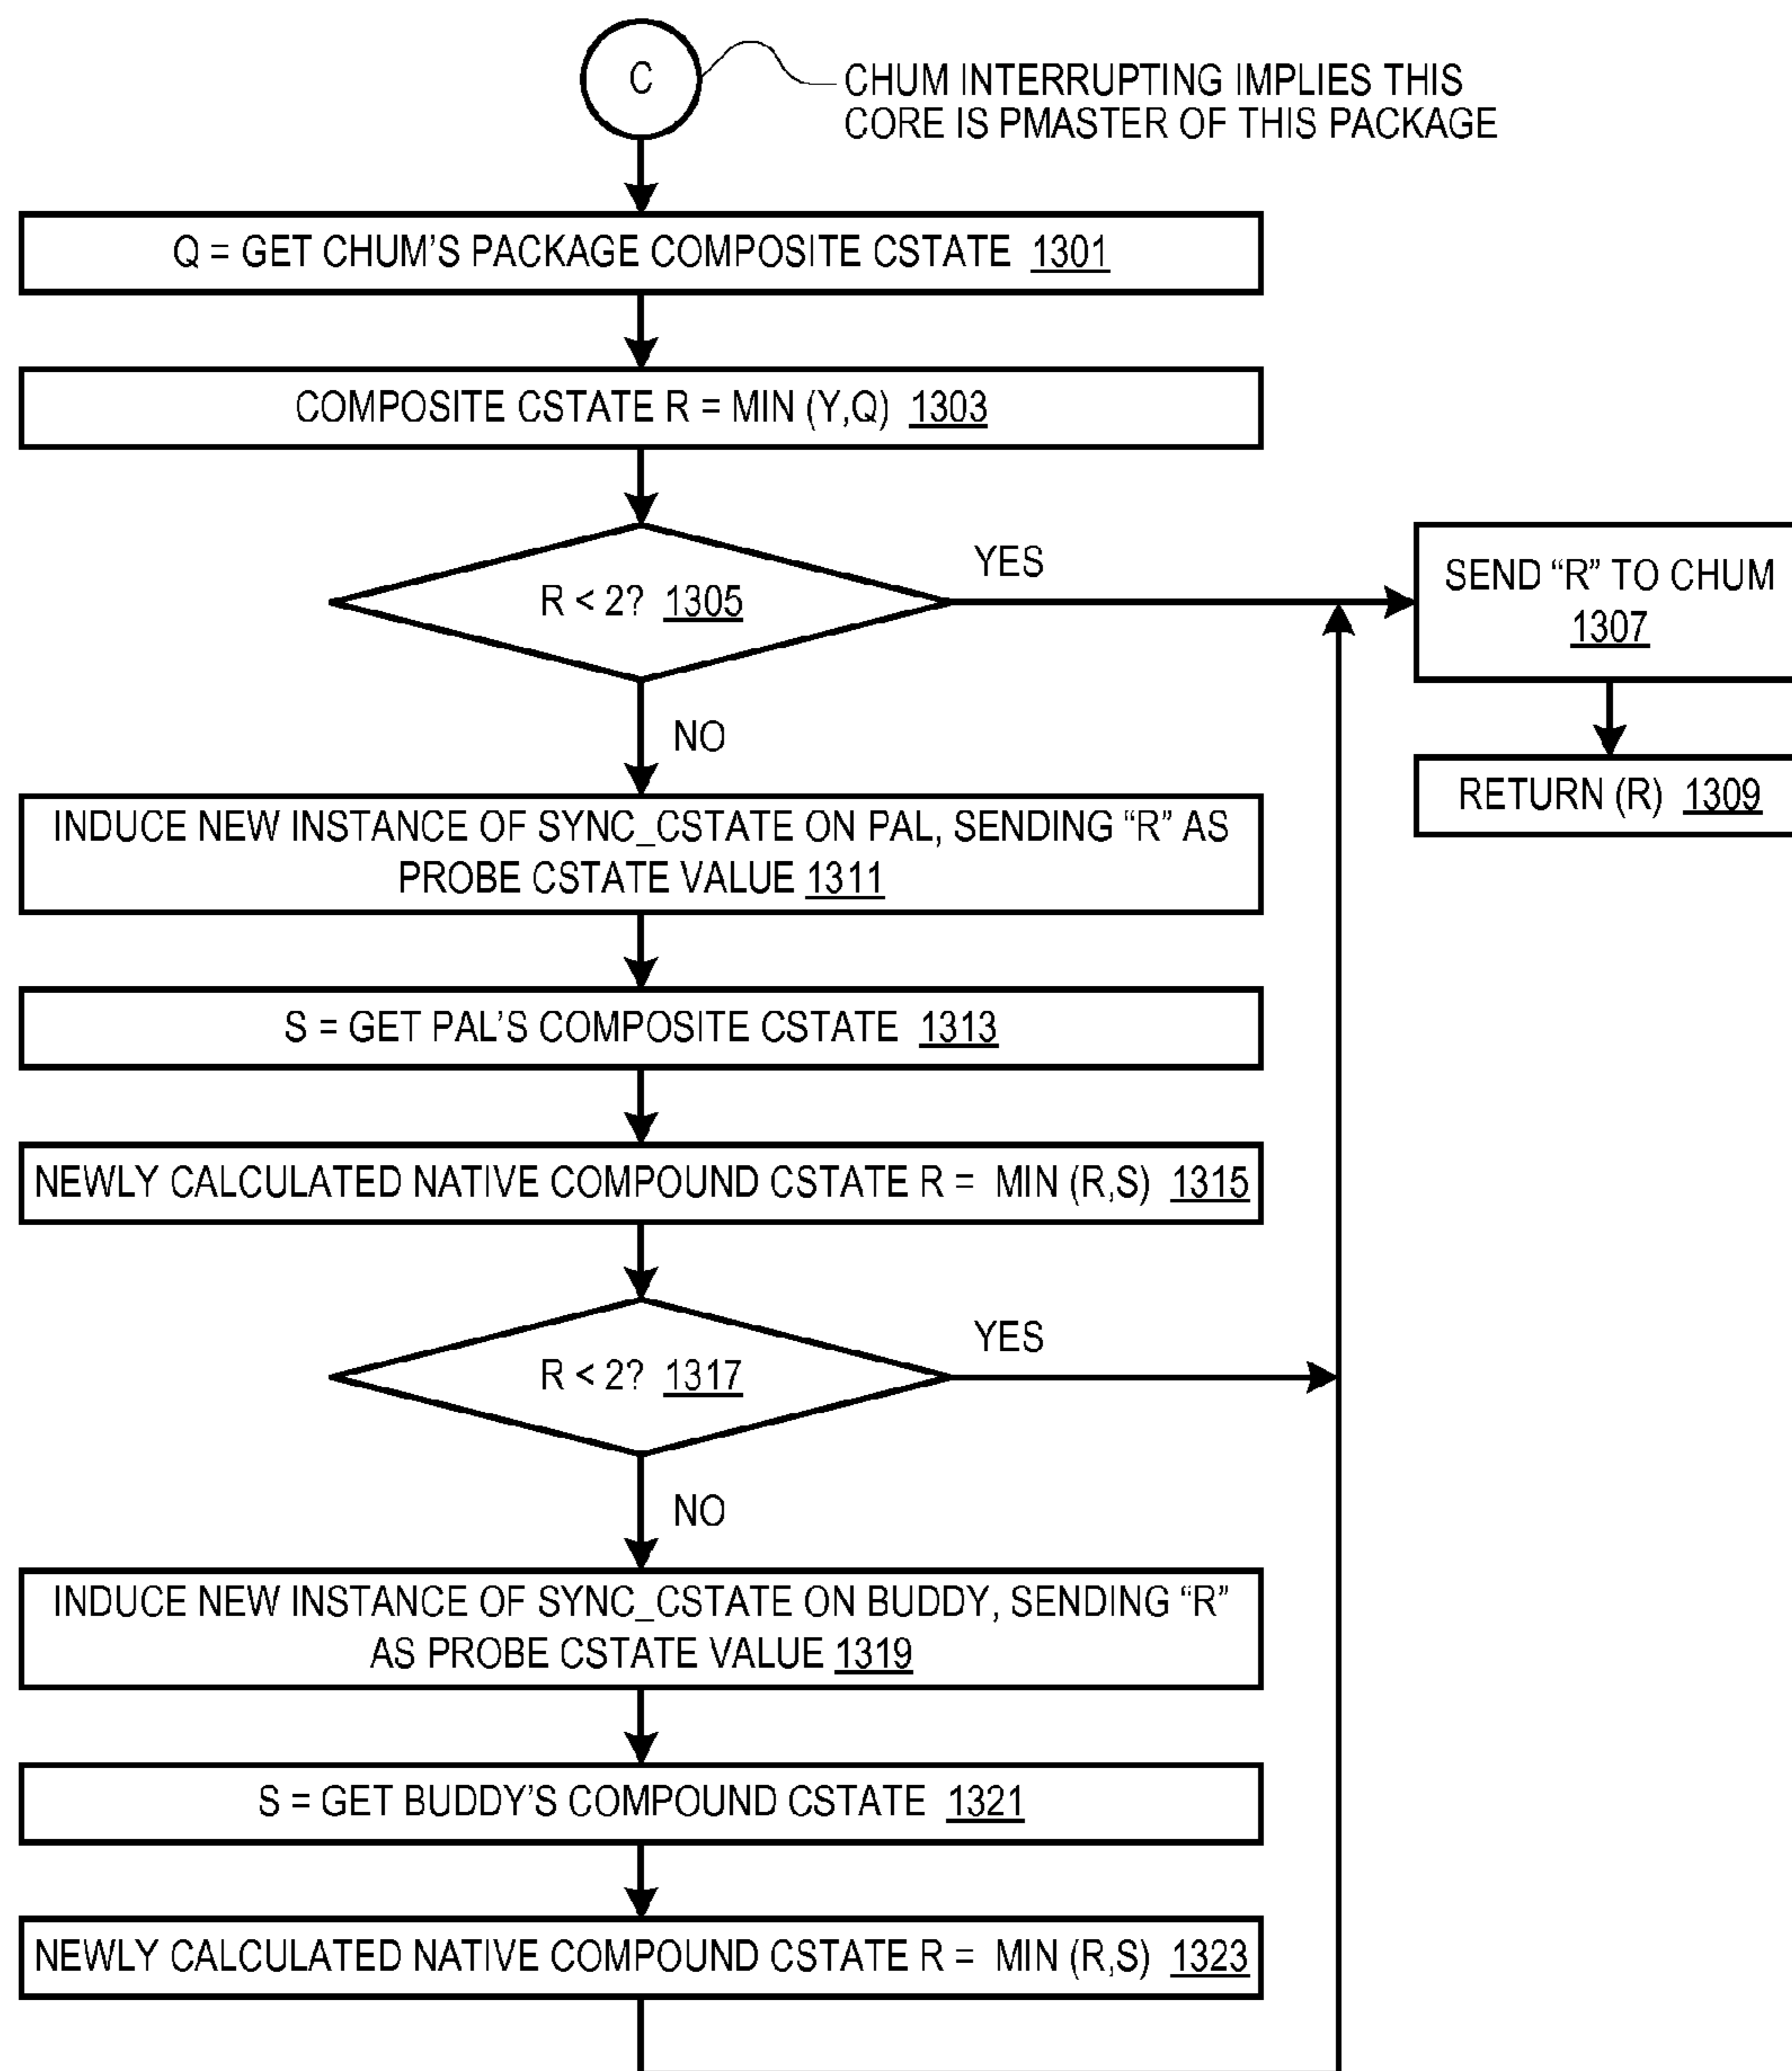 C
CHUM INTERRUPTING IMPLIES THIS
CORE IS PMASTER OF THIS PACKAGE
Q = GET CHUM'S PACKAGE COMPOSITE CSTATE 1301
COMPOSITE CSTATE R = MIN (Y,Q) 1303
R < 2? 1305
YES
SEND “R” TO CHUM
1307
RETURN (R) 1309
NO
INDUCE NEW INSTANCE OF SYNC_CSTATE ON PAL, SENDING “R” AS
PROBE CSTATE VALUE 1311
S = GET PAL'S COMPOSITE CSTATE 1313
NEWLY CALCULATED NATIVE COMPOUND CSTATE R = MIN (R,S) 1315
R < 2? 1317
YES
NO
INDUCE NEW INSTANCE OF SYNC_CSTATE ON BUDDY, SENDING “R”
AS PROBE CSTATE VALUE 1319
S = GET BUDDY'S COMPOUND CSTATE 1321
NEWLY CALCULATED NATIVE COMPOUND CSTATE R = MIN (R,S) 1323